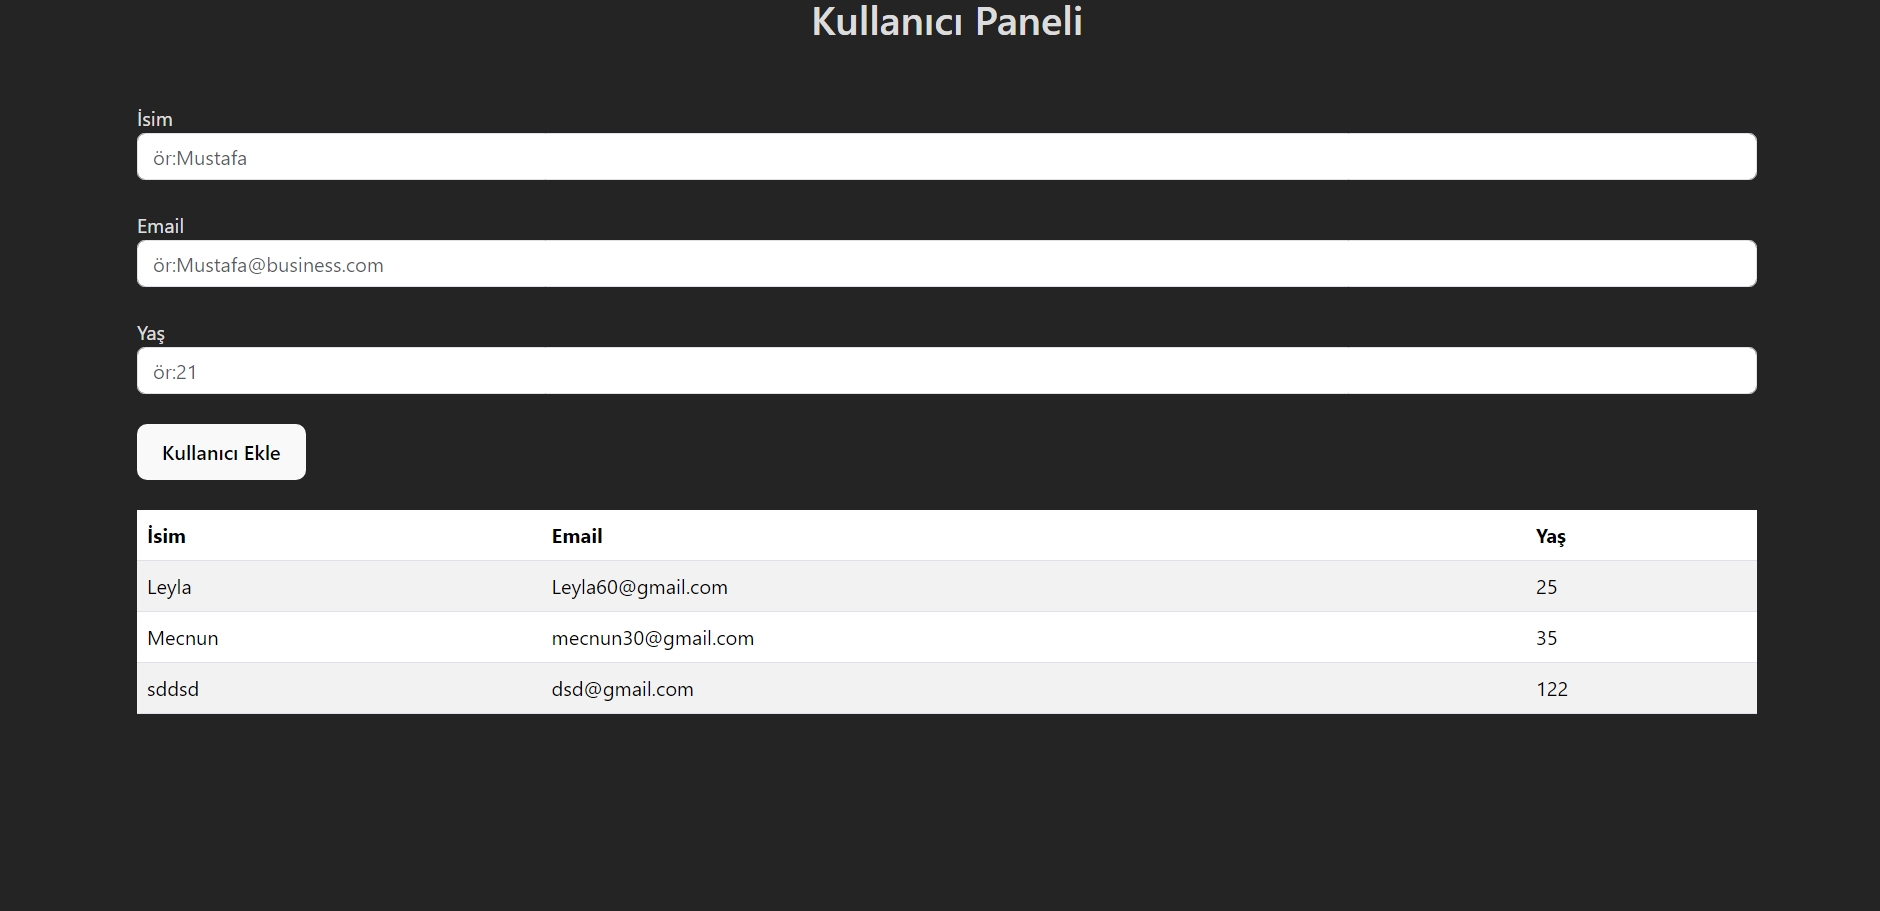 Kullanıcı Paneli
İsim
ör:Mustafa
Email
ör:Mustafa@business.com
Yaş
ör:21
Kullanıcı Ekle
İsim Email Yaş
Leyla Leyla60@gmail.com 25
Mecnun mecnun30@gmail.com 35
sddsd dsd@gmail.com 122